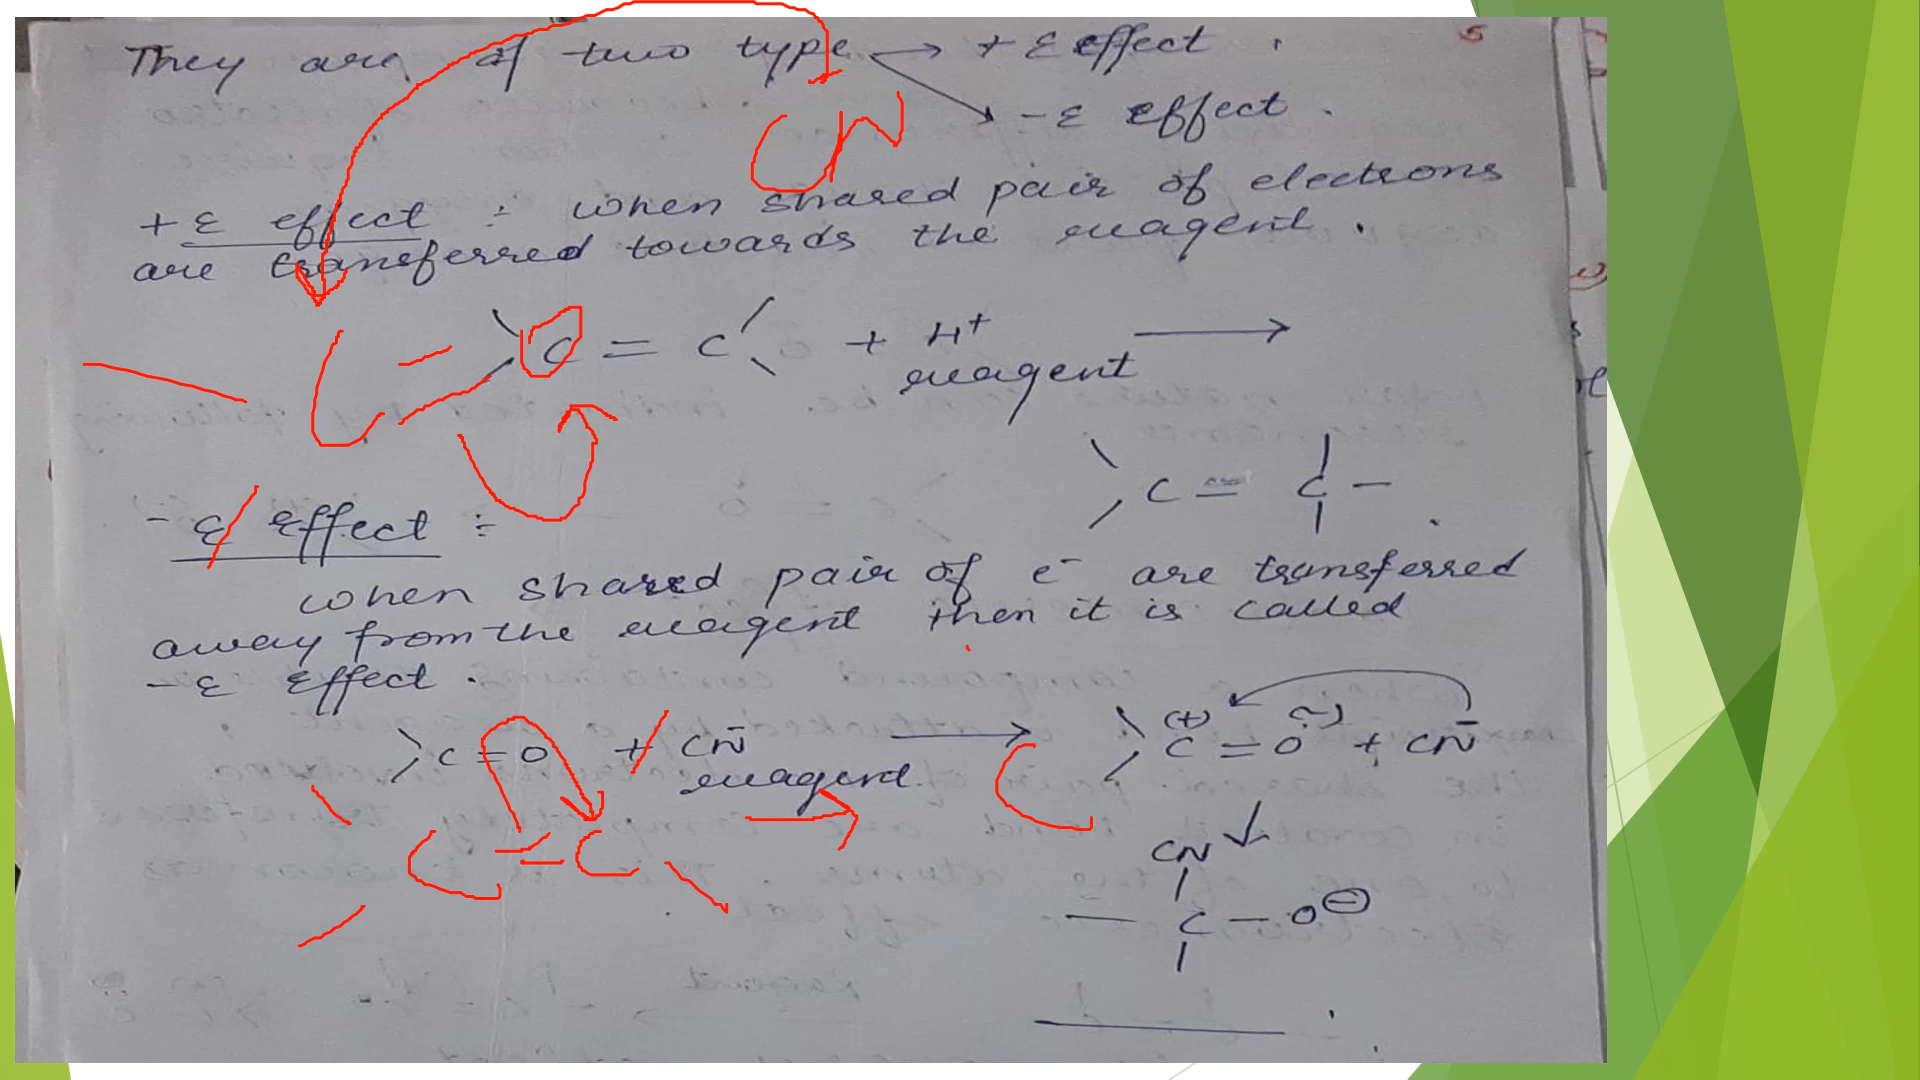 They are of two type → + ε effect .
- ε effect .
CN
+ ε effect :- when shared pair of electrons
are transferred towards the reagent .
C = C + H+ →
reagent
C = C -
- ε effect :-
when shared pair of e- are transferred
away from the reagent then it is called
- ε effect .
C = O + CN- → C(+) = O(-) + CN-
reagent
C = C → C
CN
- C - O⊖